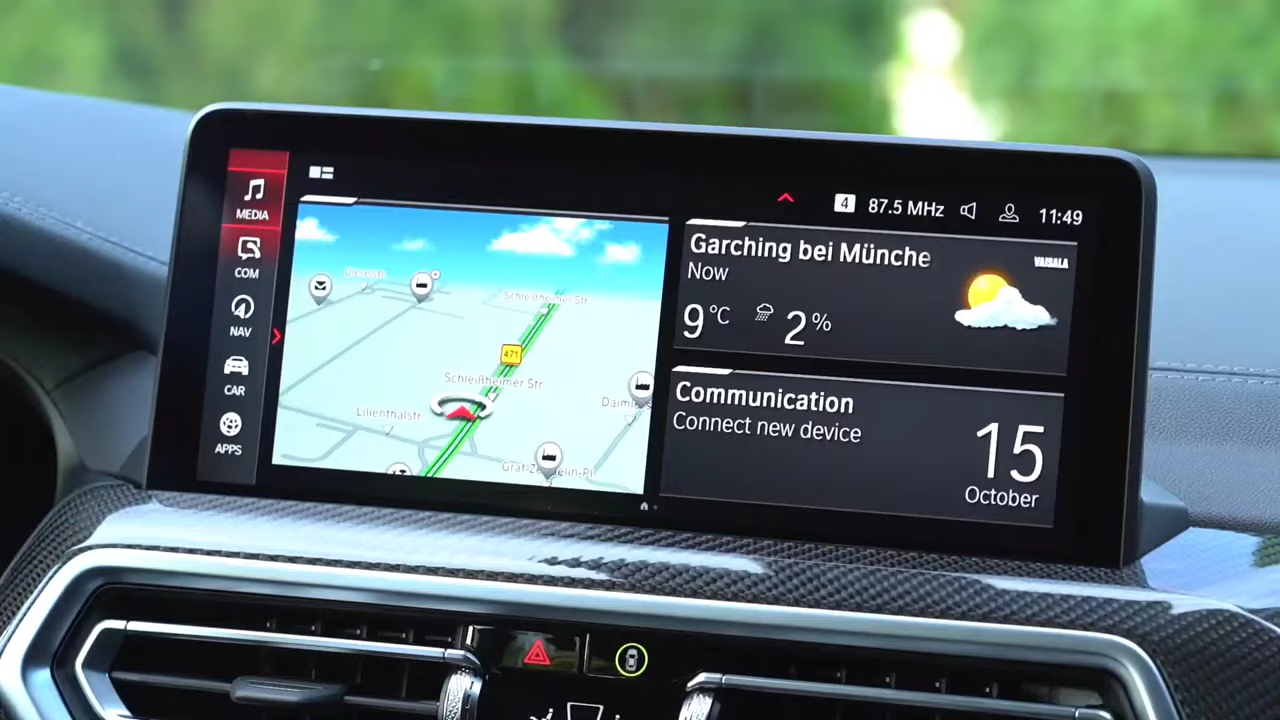 MEDIA
COM
NAV
CAR
APPS
4 87.5 MHz 11:49
Schleißheimer Str
471
Schleißheimer Str
Lilienthalstr
Garching bei Münche
Now
VAISALA
9 °C 2 %
Communication
Connect new device
15
October